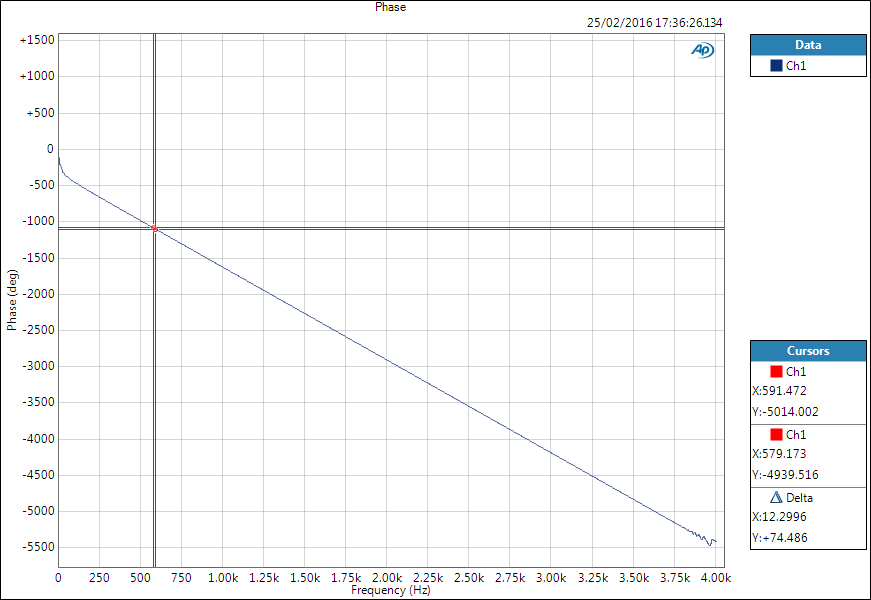 Phase
25/02/2016 17:36:26.134
+1500
+1000
+500
0
-500
-1000
-1500
-2000
-2500
-3000
-3500
-4000
-4500
-5000
-5500
Phase (deg)
0 250 500 750 1.00k 1.25k 1.50k 1.75k 2.00k 2.25k 2.50k 2.75k 3.00k 3.25k 3.50k 3.75k 4.00k
Frequency (Hz)
AP
Data
Ch1
Cursors
Ch1
X:591.472
Y:-5014.002
Ch1
X:579.173
Y:-4939.516
Delta
X:12.2996
Y:+74.486